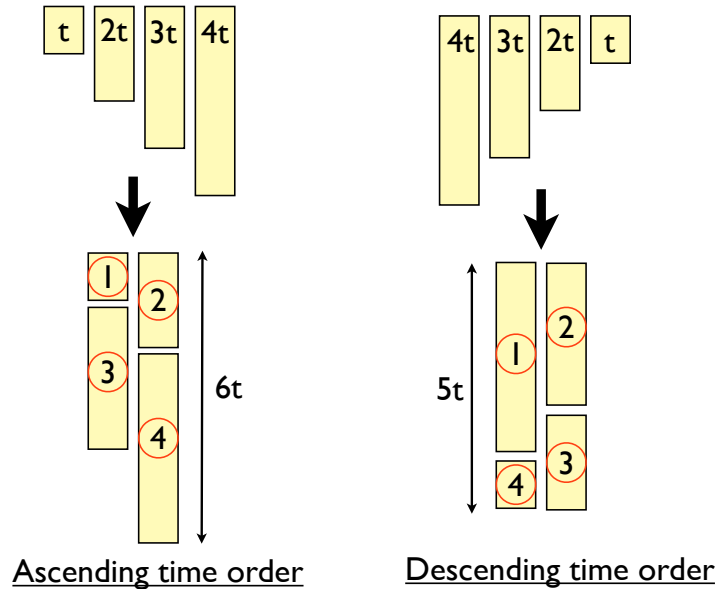 t 2t 3t 4t
4t 3t 2t t
1 2
3
4
6t
1 2
3
4
5t
Ascending time order
Descending time order